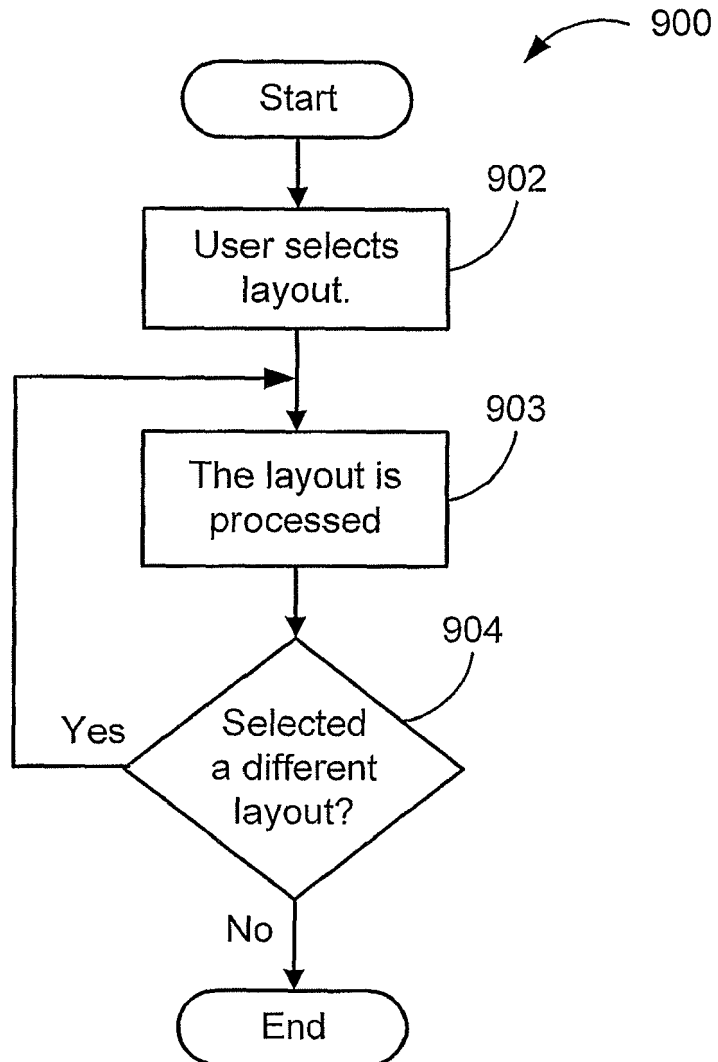 900
Start
902
User selects
layout.
903
The layout is
processed
904
Yes
Selected
a different
layout?
No
End